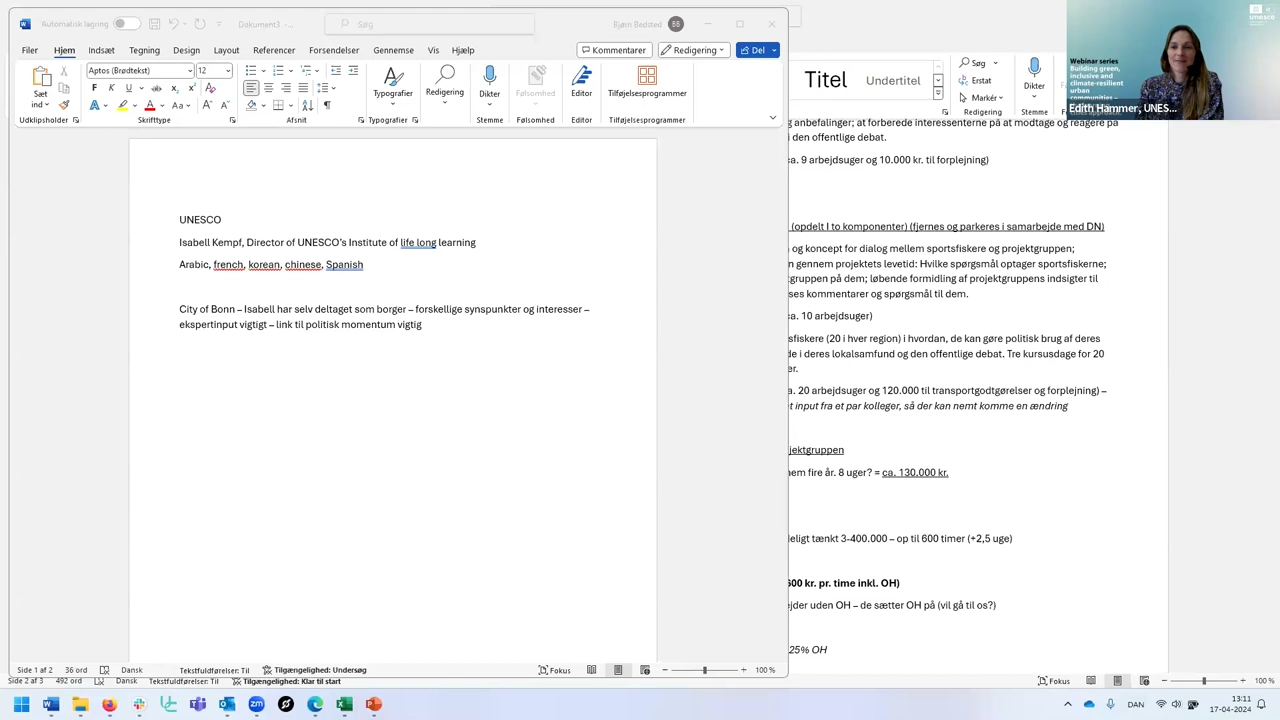 Automatisk lagring
Dokument3 -
Søg
Bjørn Bedsted
BB
Filer Hjem Indsæt Tegning Design Layout Referencer Forsendelser Gennemse Vis Hjælp
Kommentarer
Redigering
Del
Sæt ind
Aptos (Brødtekst)
12
F K U
Typografier
Redigering
Dikter
Følsomhed
Editor
Tilføjelsesprogrammer
Udklipsholder Skrifttype Afsnit Typografier Stemme Følsomhed Editor Tilføjelsesprogrammer
Titel
Undertitel
Søg
Erstat
Markér
Redigering
Dikter
Stemme
unesco
Webinar series
Building green,
inclusive and
climate-resilient
urban
communities –
Edith Hammer, UNES...
UNESCO
Isabell Kempf, Director of UNESCO's Institute of life long learning
Arabic, french, korean, chinese, Spanish
City of Bonn – Isabell har selv deltaget som borger – forskellige synspunkter og interesser –
ekspertinput vigtigt – link til politisk momentum vigtig
g anbefalinger; at forberede interessenterne på at modtage og reagere på
i den offentlige debat.
ca. 9 arbejdsuger og 10.000 kr. til forplejning)
(opdelt I to komponenter) (fjernes og parkeres i samarbejde med DN)
og koncept for dialog mellem sportsfiskere og projektgruppen;
n gennem projektets levetid: Hvilke spørgsmål optager sportsfiskerne;
tgruppen på dem; løbende formidling af projektgruppens indsigter til
ses kommentarer og spørgsmål til dem.
ca. 10 arbejdsuger)
sfiskere (20 i hver region) i hvordan, de kan gøre politisk brug af deres
de i deres lokalsamfund og den offentlige debat. Tre kursusdage for 20
er.
a. 20 arbejdsuger og 120.000 til transportgodtgørelser og forplejning) –
et input fra et par kolleger, så der kan nemt komme en ændring
jektgruppen
nem fire år. 8 uger? = ca. 130.000 kr.
deligt tænkt 3-400.000 – op til 600 timer (+2,5 uge)
600 kr. pr. time inkl. OH)
ejder uden OH – de sætter OH på (vil gå til os?)
25% OH
Side 1 af 2 36 ord Dansk Tekstfuldførelser: Til Tilgængelighed: Undersøg Fokus 100 %
Side 2 af 3 492 ord Dansk Tekstfuldførelser: Til Tilgængelighed: Klar til start Fokus 100 %
zm
DAN
13:11
17-04-2024